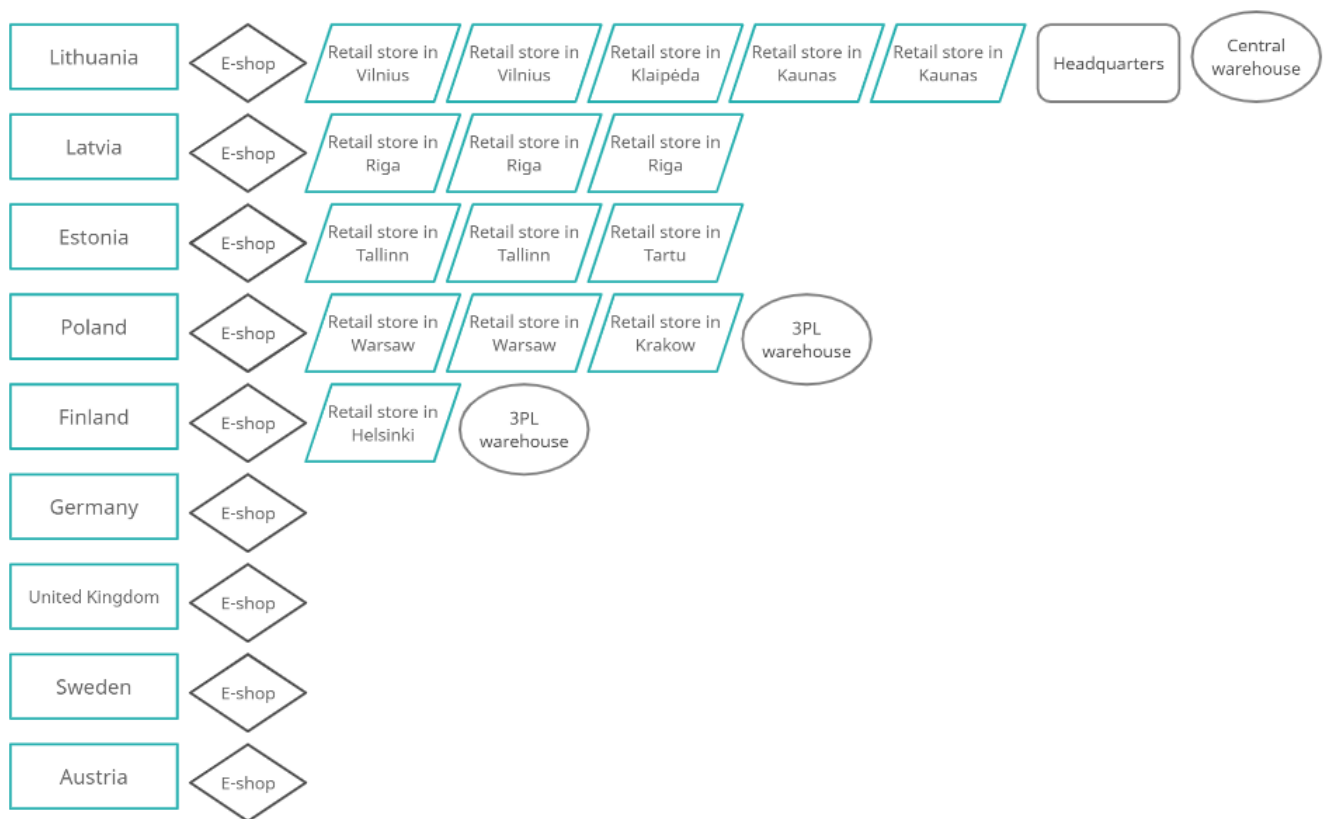 Lithuania
E-shop
Retail store in
Vilnius
Retail store in
Vilnius
Retail store in
Klaipėda
Retail store in
Kaunas
Retail store in
Kaunas
Headquarters
Central
warehouse
Latvia
E-shop
Retail store in
Riga
Retail store in
Riga
Retail store in
Riga
Estonia
E-shop
Retail store in
Tallinn
Retail store in
Tallinn
Retail store in
Tartu
Poland
E-shop
Retail store in
Warsaw
Retail store in
Warsaw
Retail store in
Krakow
3PL
warehouse
Finland
E-shop
Retail store in
Helsinki
3PL
warehouse
Germany
E-shop
United Kingdom
E-shop
Sweden
E-shop
Austria
E-shop